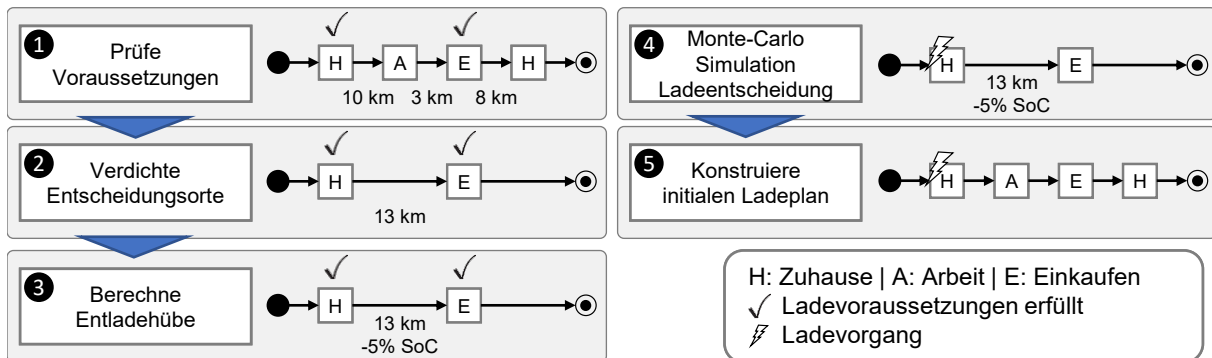 1
Prüfe
Voraussetzungen
H A E H
10 km 3 km 8 km
2
Verdichte
Entscheidungsorte
H E
13 km
3
Berechne
Entladehübe
H E
13 km
-5% SoC
4
Monte-Carlo
Simulation
Ladeentscheidung
H E
13 km
-5% SoC
5
Konstruiere
initialen Ladeplan
H A E H
H: Zuhause | A: Arbeit | E: Einkaufen
Ladevoraussetzungen erfüllt
Ladevorgang